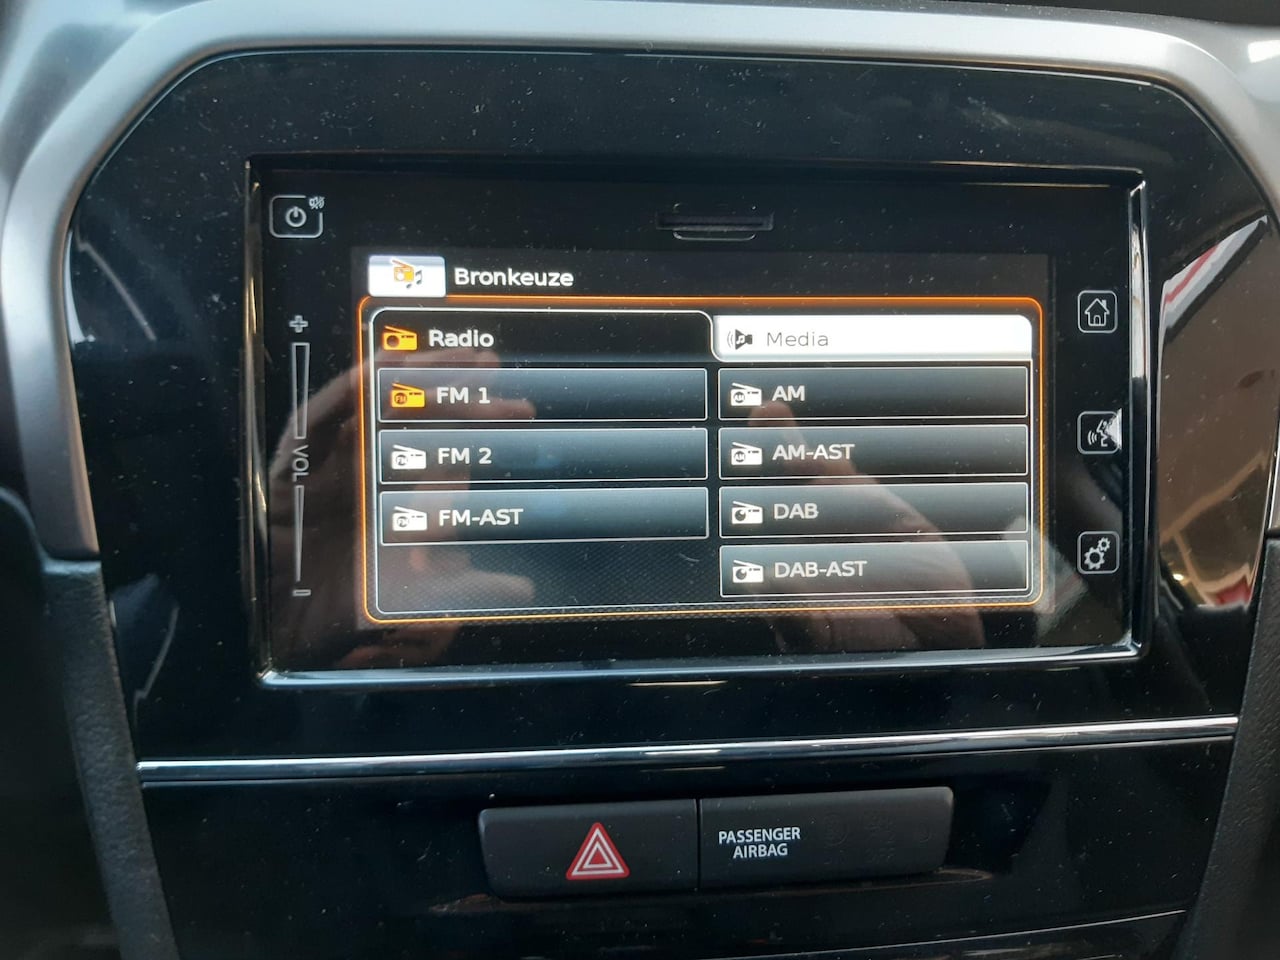 Bronkeuze
Radio
Media
FM 1
FM 2
FM-AST
AM
AM-AST
DAB
DAB-AST
+
VOL
-
PASSENGER
AIRBAG